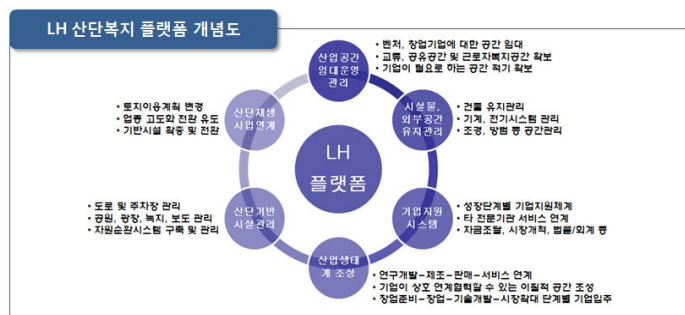 LH 산단복지 플랫폼 개념도
산업공간
임대운영
관리
• 벤처, 창업기업에 대한 공간 임대
• 교류, 공유공간 및 근로자복지공간 확보
• 기업이 필요로 하는 공간 적기 확보
시설물,
외부공간
유지관리
• 건물 유지관리
• 기계, 전기시스템 관리
• 조경, 방범 등 공간관리
기업지원
시스템
• 성장단계별 기업지원체계
• 타 전문기관 서비스 연계
• 자금조달, 시장개척, 법률/회계 등
산업생태
계 조성
• 연구개발-제조-판매-서비스 연계
• 기업이 상호 연계협력할 수 있는 이질적 공간 조성
• 창업준비-창업-기술개발-시장확대 단계별 기업입주
산단기반
시설관리
• 도로 및 주차장 관리
• 공원, 광장, 녹지, 보도 관리
• 자원순환시스템 구축 및 관리
산단재생
사업연계
• 토지이용계획 변경
• 업종 고도화 전환 유도
• 기반시설 확충 및 전환
LH
플랫폼